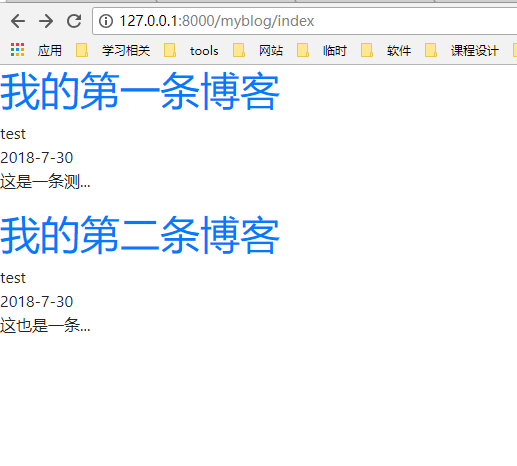 127.0.0.1:8000/myblog/index
应用 学习相关 tools 网站 临时 软件 课程设计
我的第一条博客
test
2018-7-30
这是一条测...
我的第二条博客
test
2018-7-30
这也是一条...